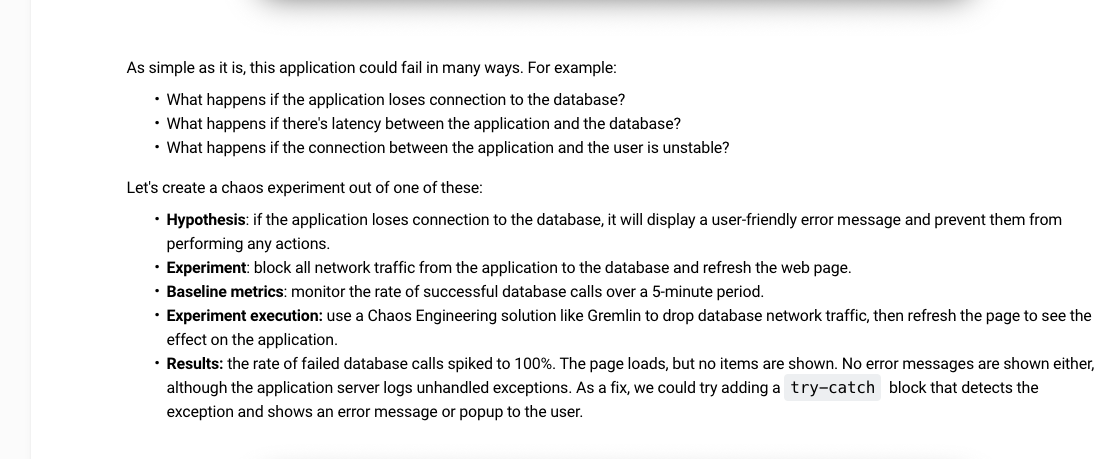 As simple as it is, this application could fail in many ways. For example:
• What happens if the application loses connection to the database?
• What happens if there's latency between the application and the database?
• What happens if the connection between the application and the user is unstable?
Let's create a chaos experiment out of one of these:
• Hypothesis: if the application loses connection to the database, it will display a user-friendly error message and prevent them from
performing any actions.
• Experiment: block all network traffic from the application to the database and refresh the web page.
• Baseline metrics: monitor the rate of successful database calls over a 5-minute period.
• Experiment execution: use a Chaos Engineering solution like Gremlin to drop database network traffic, then refresh the page to see the
effect on the application.
• Results: the rate of failed database calls spiked to 100%. The page loads, but no items are shown. No error messages are shown either,
although the application server logs unhandled exceptions. As a fix, we could try adding a try-catch block that detects the
exception and shows an error message or popup to the user.